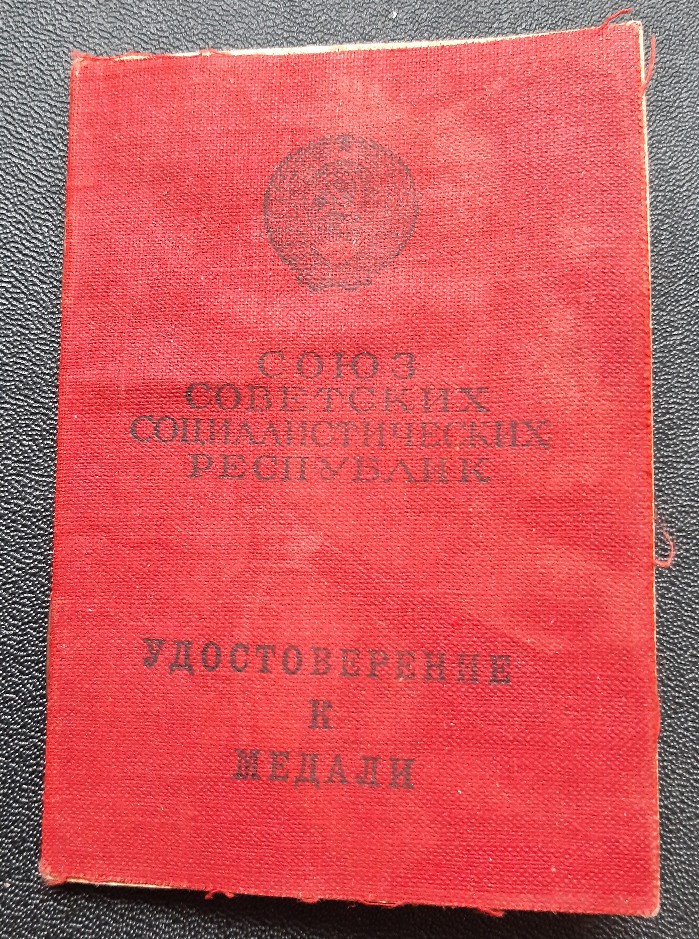 СОЮЗ
СОВЕТСКИХ
СОЦИАЛИСТИЧЕСКИХ
РЕСПУБЛИК
УДОСТОВЕРЕНИЕ
К
МЕДАЛИ